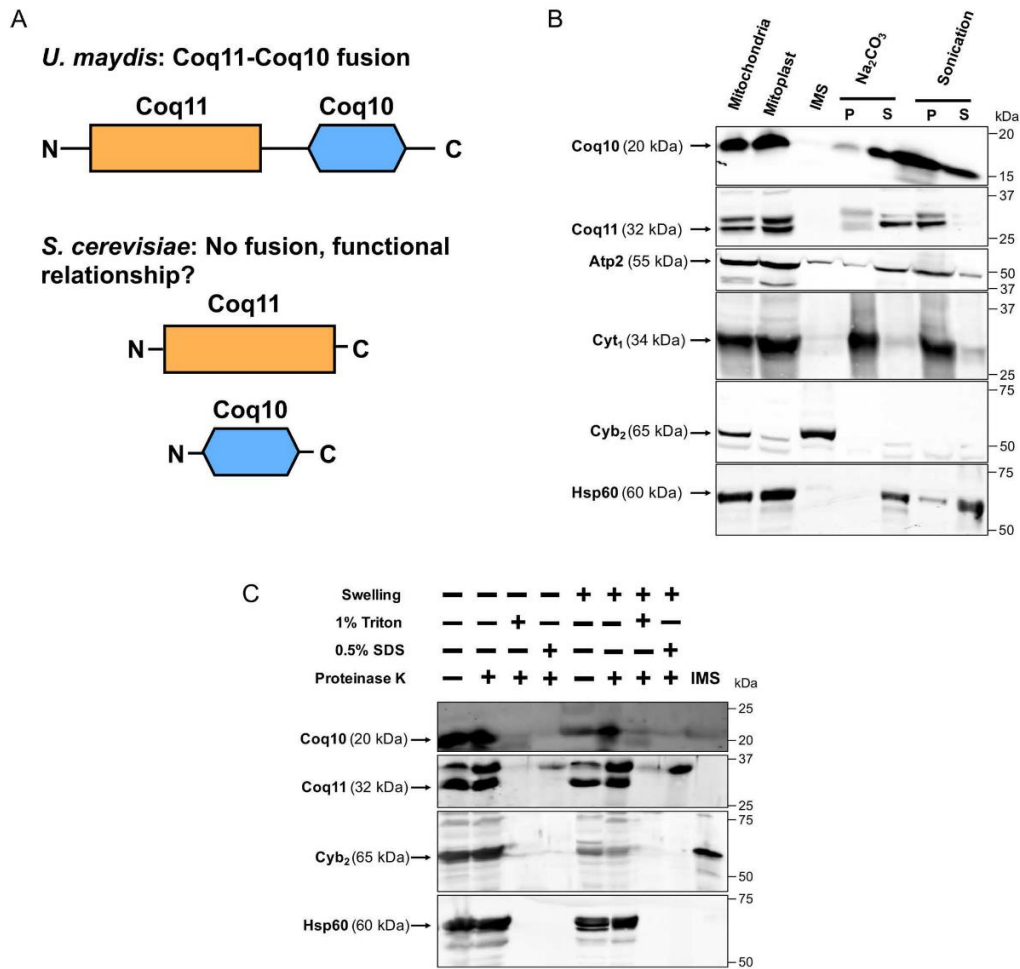 A
U. maydis: Coq11-Coq10 fusion
Coq11
Coq10
N
C
S. cerevisiae: No fusion, functional
relationship?
Coq11
N
C
Coq10
N
C
B
Mitochondria
Mitoplast
IMS
Na₂CO₃
Sonication
P
S
P
S
kDa
Coq10 (20 kDa)
20
15
Coq11 (32 kDa)
37
25
Atp2 (55 kDa)
50
37
Cyt₁ (34 kDa)
37
25
Cyb₂ (65 kDa)
75
50
Hsp60 (60 kDa)
75
50
C
Swelling − − − − + + + +
1% Triton − − + − − − + −
0.5% SDS − − − + − − − +
Proteinase K − + + + − + + + IMS
kDa
Coq10 (20 kDa)
25
20
Coq11 (32 kDa)
37
25
Cyb₂ (65 kDa)
75
50
Hsp60 (60 kDa)
75
50